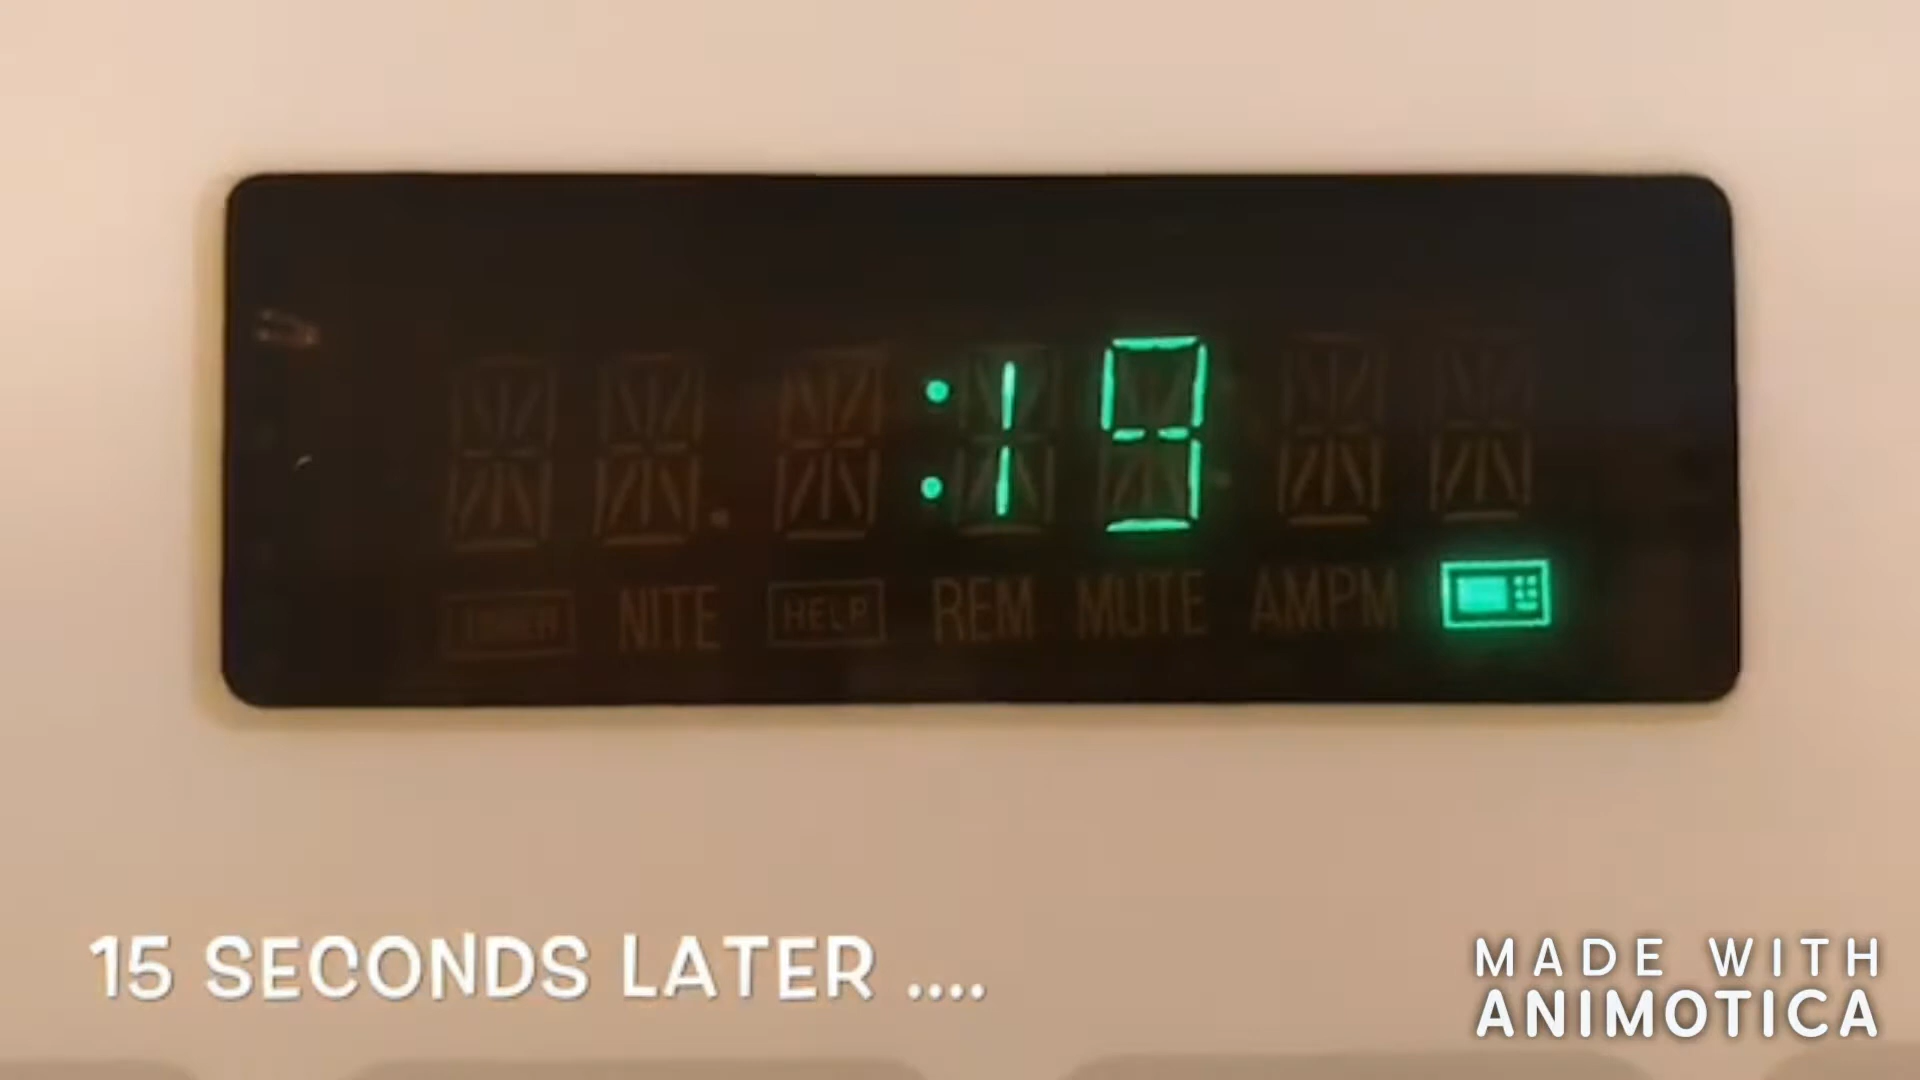 :19
NITE
HELP
REM
MUTE
AMPM
15 SECONDS LATER ....
MADE WITH
ANIMOTICA